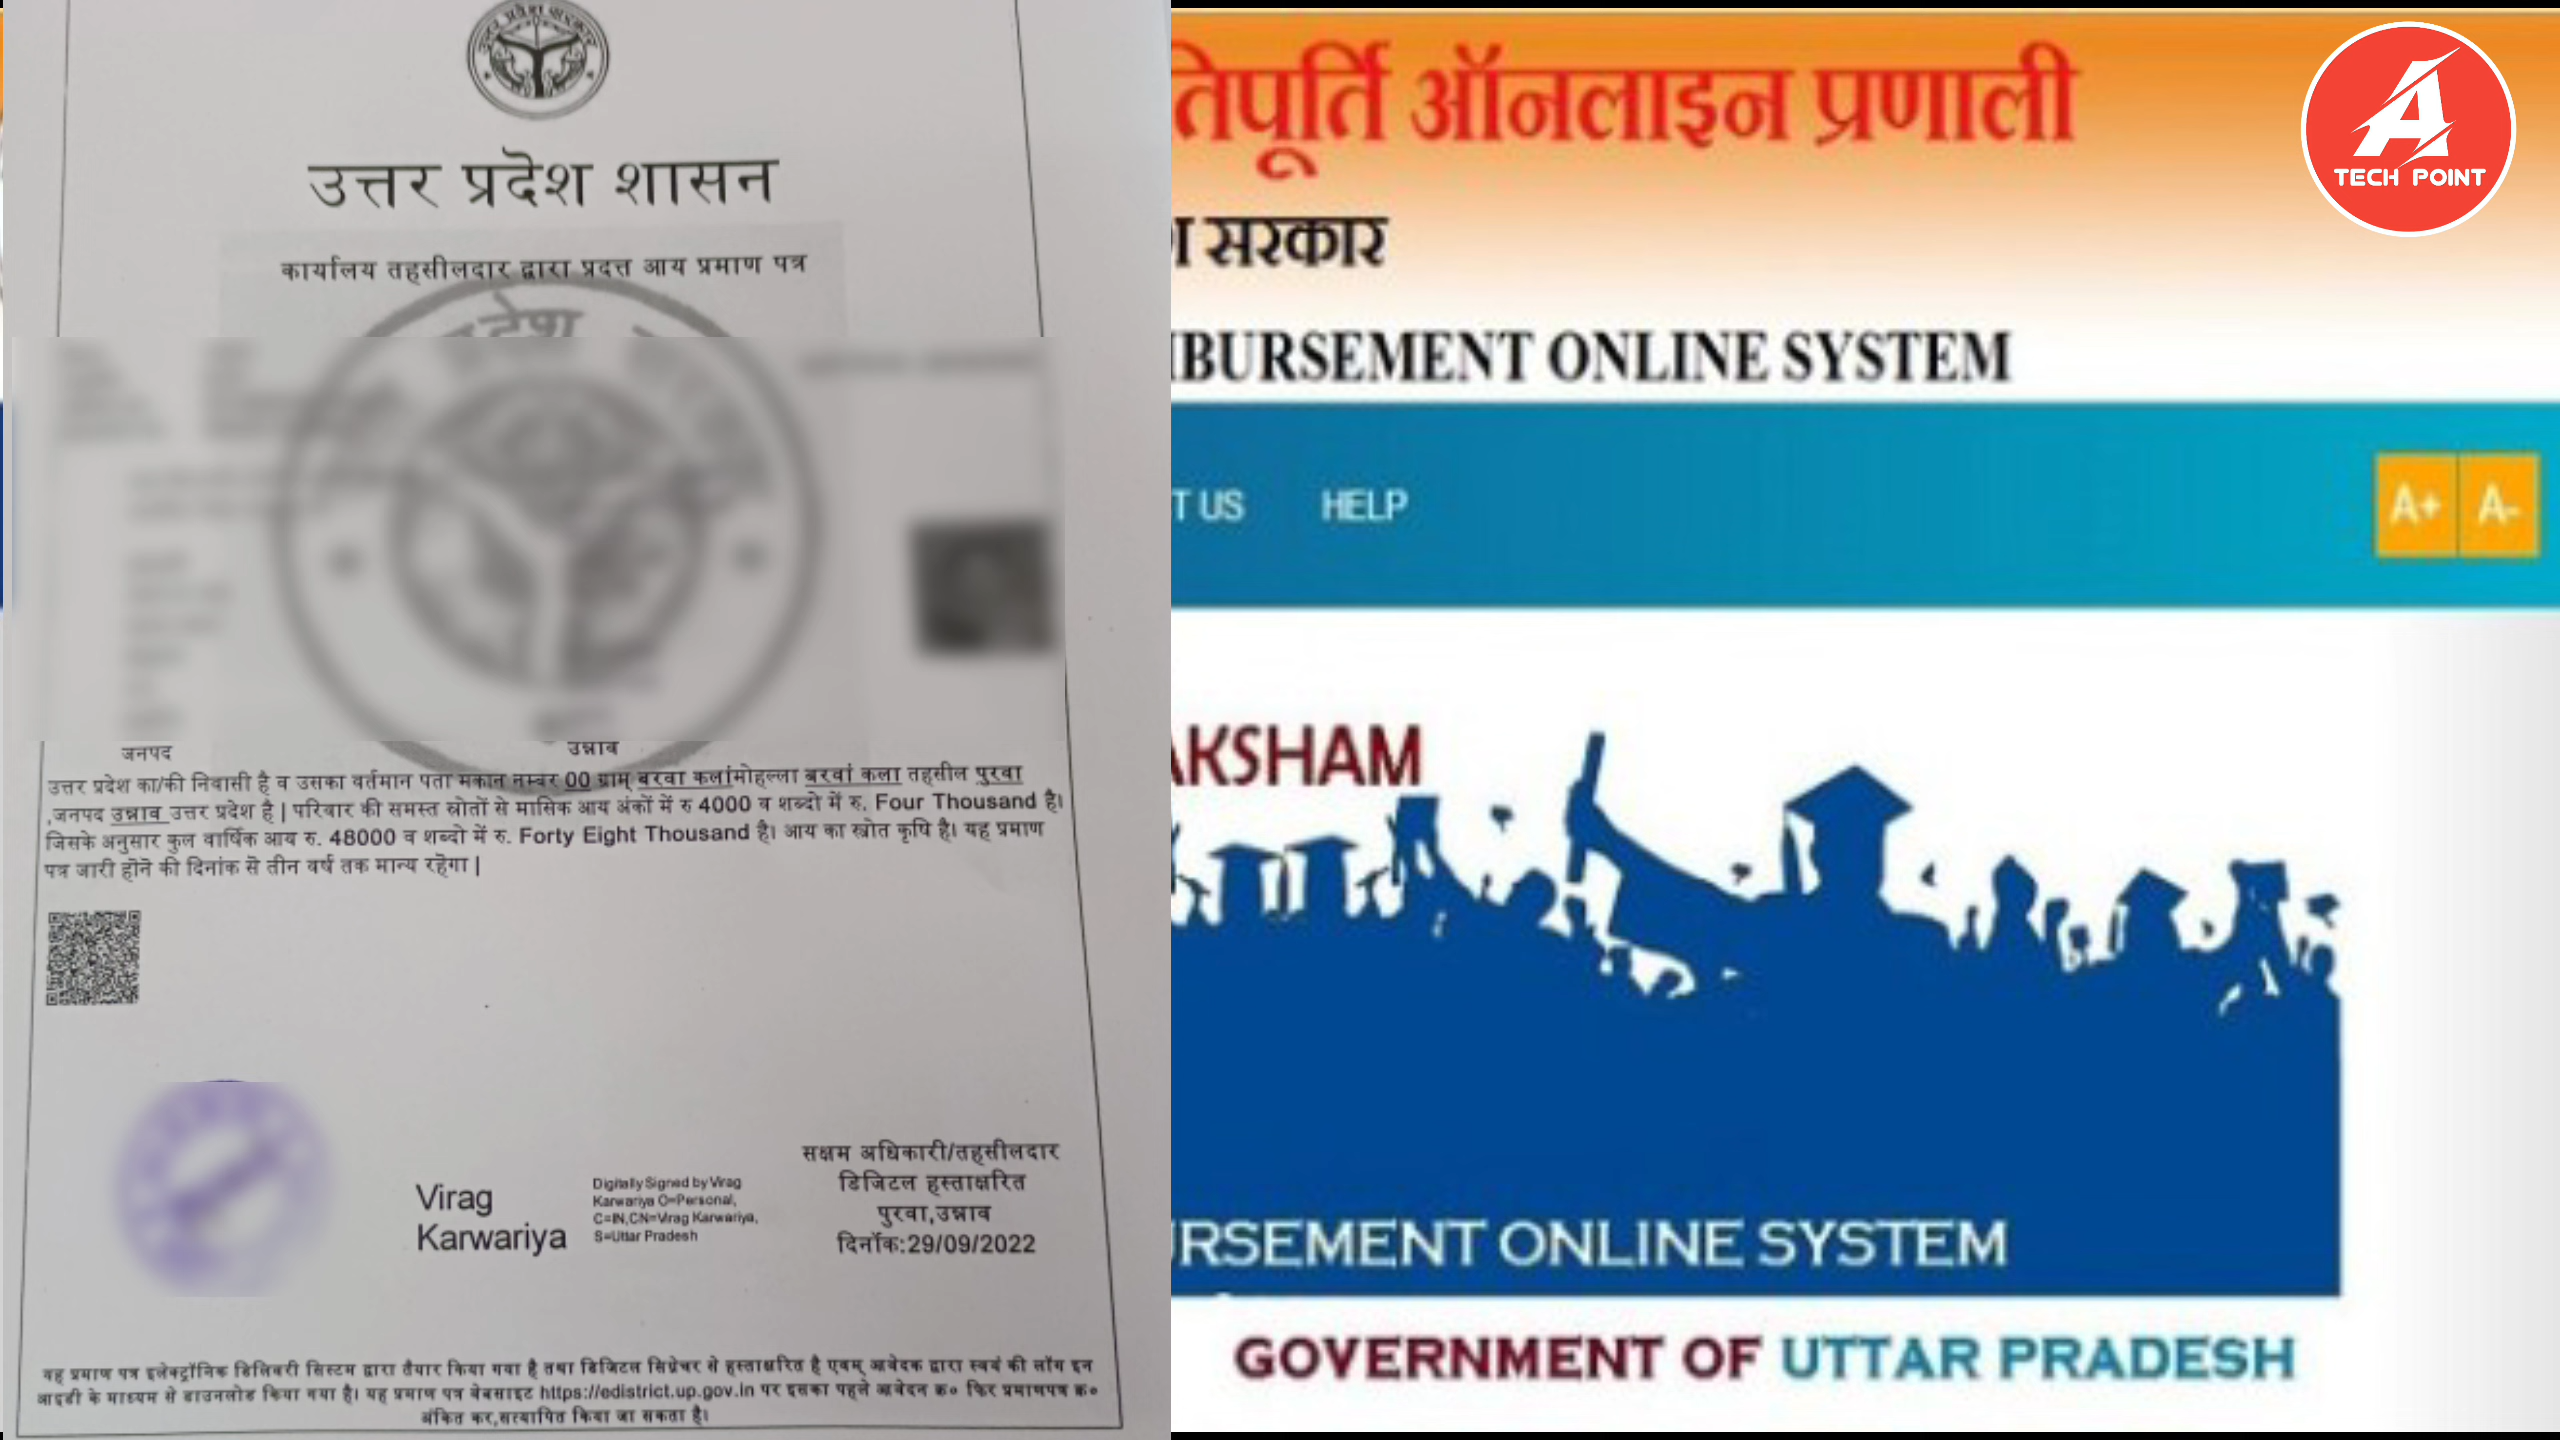 उत्तर प्रदेश सरकार
उत्तर प्रदेश शासन
कार्यालय तहसीलदार द्वारा प्रदत्त आय प्रमाण पत्र
जनपद उन्नाव
उत्तर प्रदेश का/की निवासी है व उसका वर्तमान पता मकान नम्बर 00 ग्राम बरवा कलांमोहल्ला बरवां कला तहसील पुरवा
,जनपद उन्नाव उत्तर प्रदेश है | परिवार की समस्त स्रोतों से मासिक आय अंकों में रु 4000 व शब्दो में रु. Four Thousand है।
जिसके अनुसार कुल वार्षिक आय रु. 48000 व शब्दो में रु. Forty Eight Thousand है। आय का स्त्रोत कृषि है। यह प्रमाण
पत्र जारी होने की दिनांक से तीन वर्ष तक मान्य रहेगा |
Virag
Karwariya
Digitally Signed by Virag
Karwariya O=Personal,
C=IN,CN=Virag Karwariya,
S=Uttar Pradesh
सक्षम अधिकारी/तहसीलदार
डिजिटल हस्ताक्षरित
पुरवा,उन्नाव
दिनाँक:29/09/2022
यह प्रमाण पत्र इलेक्ट्रॉनिक डिलिवरी सिस्टम द्वारा तैयार किया गया है तथा डिजिटल सिग्नेचर से हस्ताक्षरित है एवम् आवेदक द्वारा स्वयं की लॉग इन
आइडी के माध्यम से डाउनलोड किया गया है। यह प्रमाण पत्र वेबसाइट https://edistrict.up.gov.in पर इसका पहले आवेदन क्र० फिर प्रमाणपत्र क्र०
अंकित कर,सत्यापित किया जा सकता है।
तिपूर्ति ऑनलाइन प्रणाली
सरकार
IBURSEMENT ONLINE SYSTEM
T US HELP
A+ A-
AKSHAM
URSEMENT ONLINE SYSTEM
GOVERNMENT OF UTTAR PRADESH
A
TECH POINT